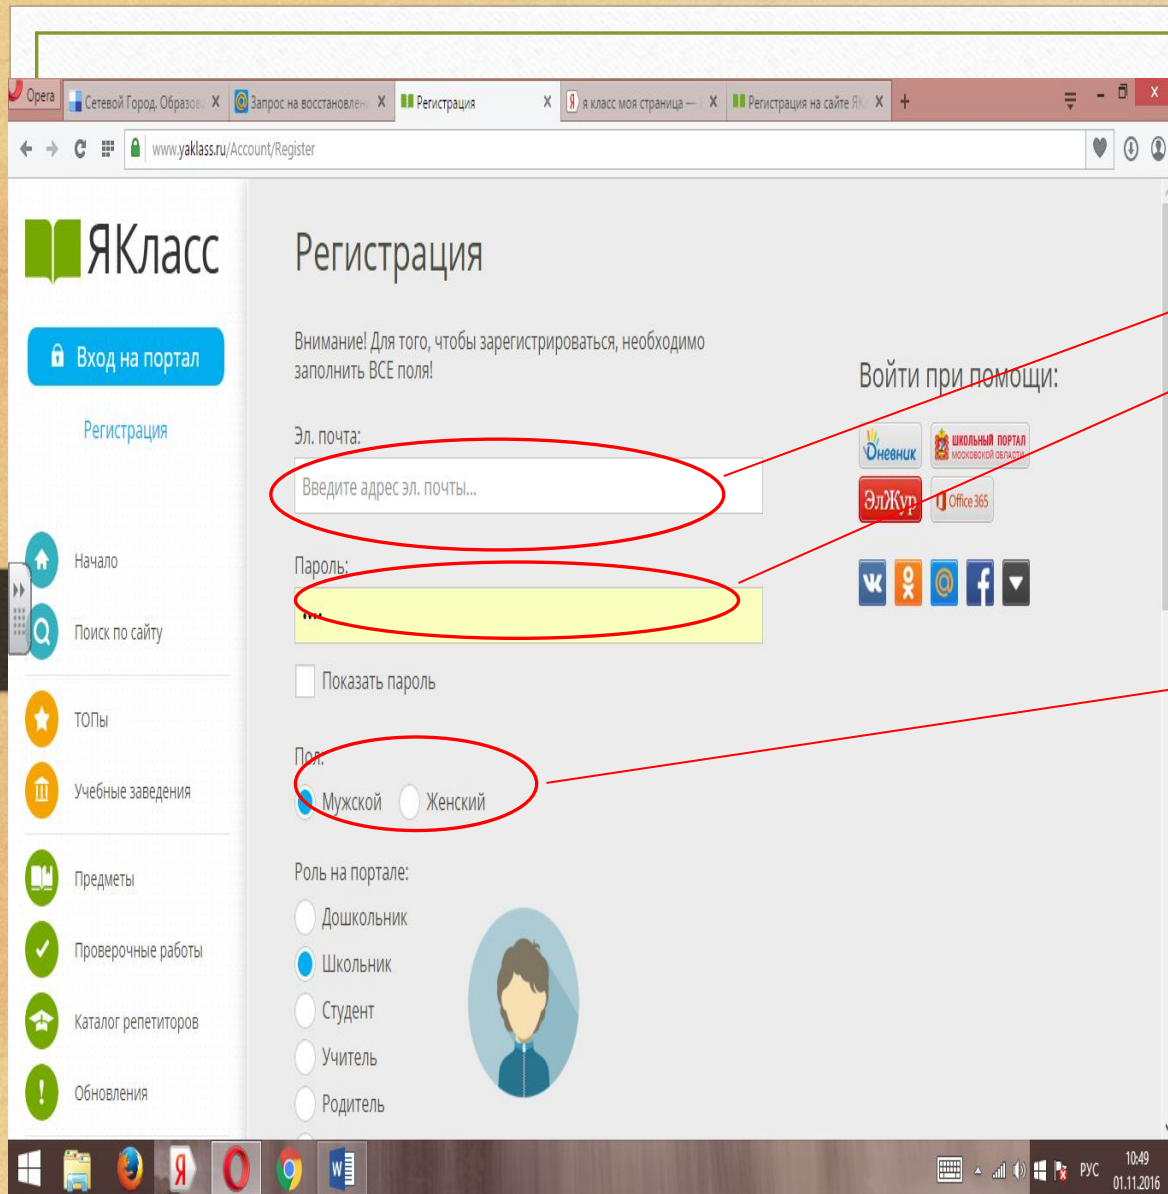 Opera
Сетевой Город. Образов
Запрос на восстановлен
Регистрация
я класс моя страница —
Регистрация на сайте ЯК
www.yaklass.ru/Account/Register
ЯКласс
Вход на портал
Регистрация
Начало
Поиск по сайту
ТОПы
Учебные заведения
Предметы
Проверочные работы
Каталог репетиторов
Обновления
Регистрация
Внимание! Для того, чтобы зарегистрироваться, необходимо
заполнить ВСЕ поля!
Эл. почта:
Введите адрес эл. почты...
Пароль:
••••
Показать пароль
Пол:
Мужской Женский
Роль на портале:
Дошкольник
Школьник
Студент
Учитель
Родитель
Войти при помощи:
Дневник
ШКОЛЬНЫЙ ПОРТАЛ
МОСКОВСКОЙ ОБЛАСТИ
ЭлЖур
Office 365
РУС
10:49
01.11.2016